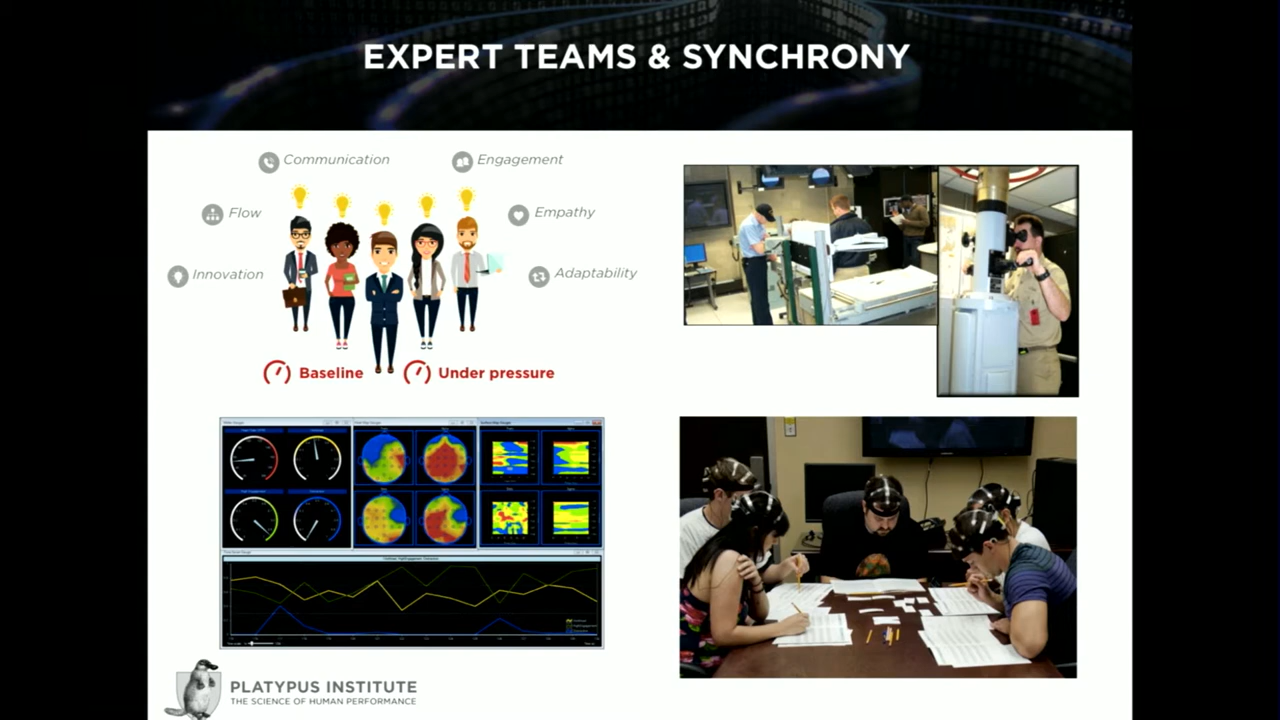 EXPERT TEAMS & SYNCHRONY
Communication
Engagement
Flow
Empathy
Innovation
Adaptability
Baseline
Under pressure
PLATYPUS INSTITUTE
THE SCIENCE OF HUMAN PERFORMANCE